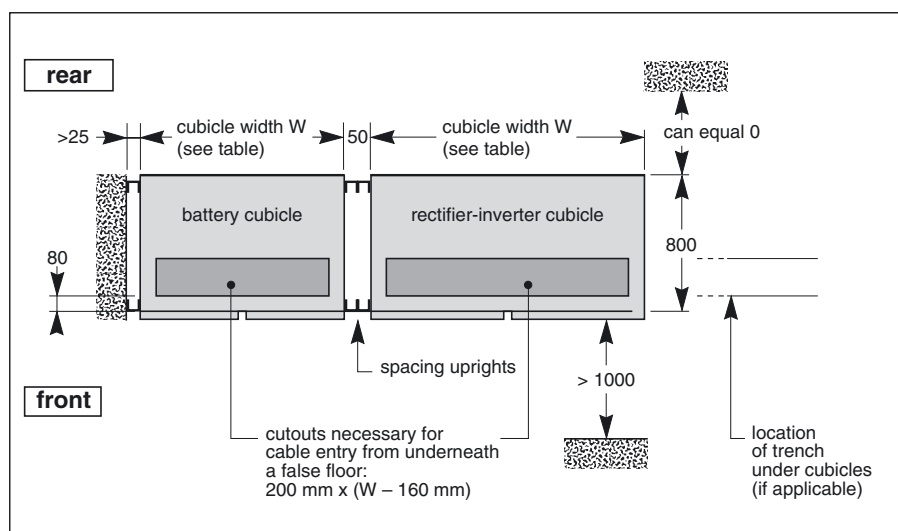 rear
>25
cubicle width W
(see table)
50
cubicle width W
(see table)
can equal 0
battery cubicle
rectifier-inverter cubicle
800
80
spacing uprights
> 1000
front
cutouts necessary for
cable entry from underneath
a false floor:
200 mm x (W – 160 mm)
location
of trench
under cubicles
(if applicable)